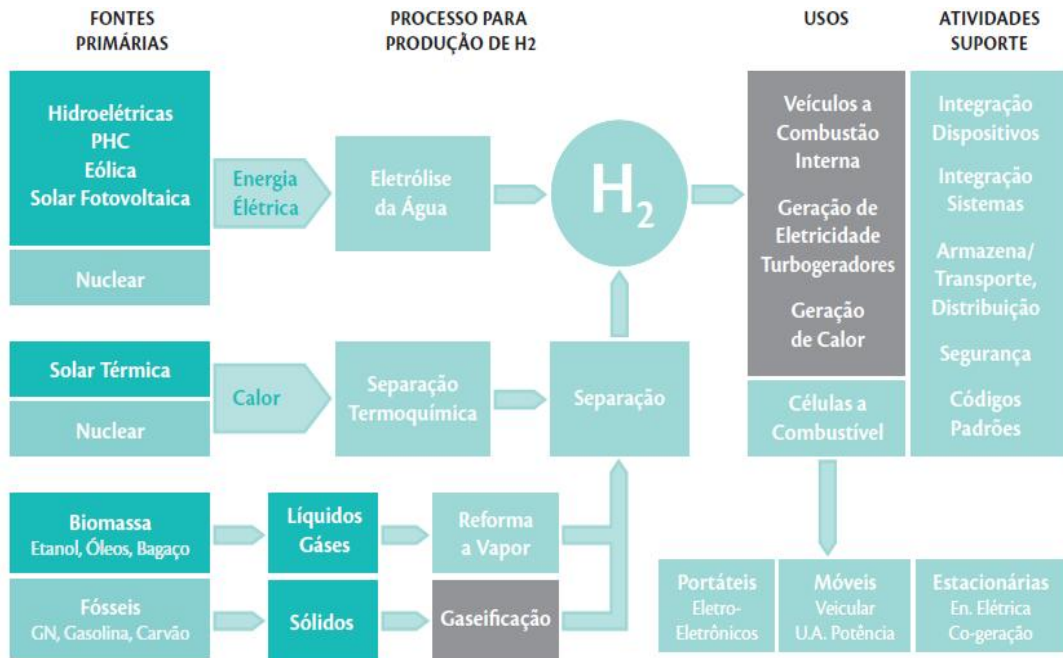 FONTES
PRIMÁRIAS
PROCESSO PARA
PRODUÇÃO DE H2
USOS
ATIVIDADES
SUPORTE
Hidroelétricas
PHC
Eólica
Solar Fotovoltaica
Nuclear
Energia
Élétrica
Eletrólise
da Água
H2
Veículos a
Combustão
Interna
Geração de
Eletricidade
Turbogeradores
Geração
de Calor
Células a
Combustível
Integração
Dispositivos
Integração
Sistemas
Armazena/
Transporte,
Distribuição
Segurança
Códigos
Padrões
Solar Térmica
Nuclear
Calor
Separação
Termoquímica
Separação
Biomassa
Etanol, Óleos, Bagaço
Líquidos
Gáses
Reforma
a Vapor
Fósseis
GN, Gasolina, Carvão
Sólidos
Gaseificação
Portáteis
Eletro-
Eletrônicos
Móveis
Veicular
U.A. Potência
Estacionárias
En. Elétrica
Co-geração